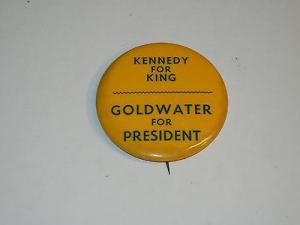 KENNEDY
FOR
KING
GOLDWATER
FOR
PRESIDENT